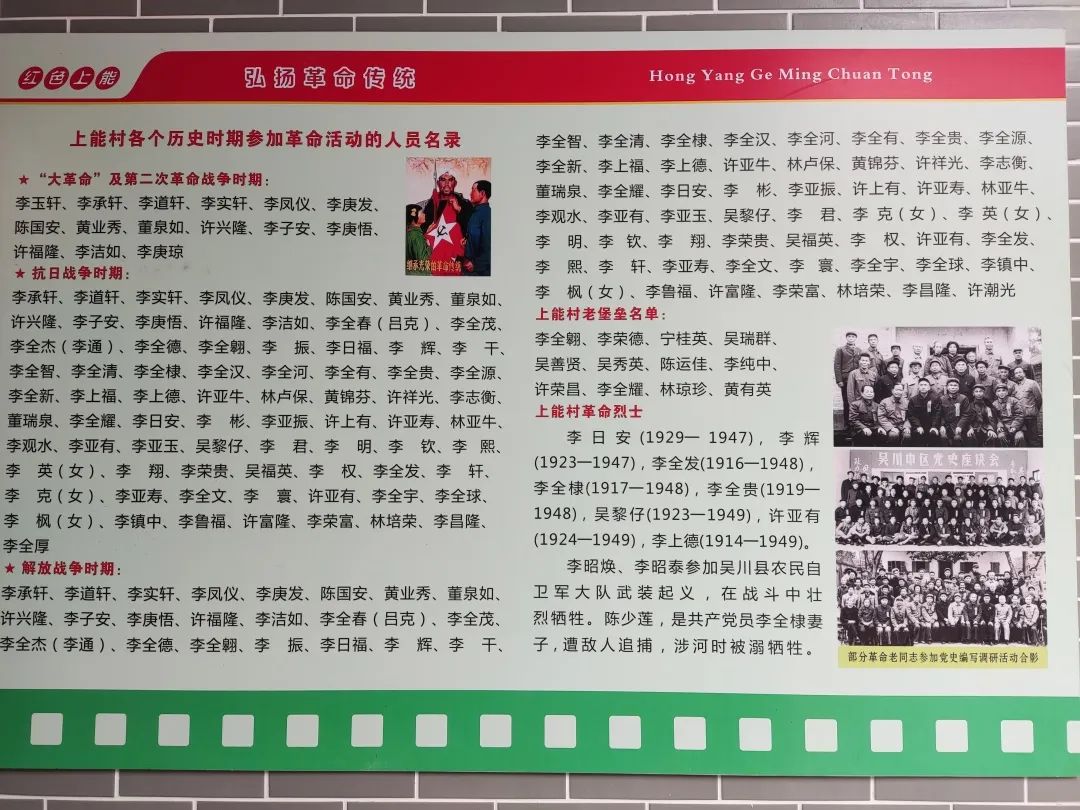 红色上能
弘扬革命传统
Hong Yang Ge Ming Chuan Tong
上能村各个历史时期参加革命活动的人员名录
★“大革命”及第二次革命战争时期：
李玉轩、李承轩、李道轩、李实轩、李凤仪、李庚发、
陈国安、黄业秀、董泉如、许兴隆、李子安、李庚悟、
许福隆、李洁如、李庚琼
继承光荣的革命传统
★ 抗日战争时期：
李承轩、李道轩、李实轩、李凤仪、李庚发、陈国安、黄业秀、董泉如、
许兴隆、李子安、李庚悟、许福隆、李洁如、李全春（吕克）、李全茂、
李全杰（李通）、李全德、李全翱、李　振、李日福、李　辉、李　干、
李全智、李全清、李全棣、李全汉、李全河、李全有、李全贵、李全源、
李全新、李上福、李上德、许亚牛、林卢保、黄锦芬、许祥光、李志衡、
董瑞泉、李全耀、李日安、李　彬、李亚振、许上有、许亚寿、林亚牛、
李观水、李亚有、李亚玉、吴黎仔、李　君、李　明、李　钦、李　熙、
李　英（女）、李　翔、李荣贵、吴福英、李　权、李全发、李　轩、
李　克（女）、李亚寿、李全文、李　寰、许亚有、李全宇、李全球、
李　枫（女）、李镇中、李鲁福、许富隆、李荣富、林培荣、李昌隆、
李全厚
★ 解放战争时期：
李承轩、李道轩、李实轩、李凤仪、李庚发、陈国安、黄业秀、董泉如、
许兴隆、李子安、李庚悟、许福隆、李洁如、李全春（吕克）、李全茂、
李全杰（李通）、李全德、李全翱、李　振、李日福、李　辉、李　干、
李全智、李全清、李全棣、李全汉、李全河、李全有、李全贵、李全源、
李全新、李上福、李上德、许亚牛、林卢保、黄锦芬、许祥光、李志衡、
董瑞泉、李全耀、李日安、李　彬、李亚振、许上有、许亚寿、林亚牛、
李观水、李亚有、李亚玉、吴黎仔、李　君、李 克（女）、李 英（女）、
李　明、李　钦、李　翔、李荣贵、吴福英、李　权、许亚有、李全发、
李　熙、李　轩、李亚寿、李全文、李　寰、李全宇、李全球、李镇中、
李　枫（女）、李鲁福、许富隆、李荣富、林培荣、李昌隆、许潮光
上能村老堡垒名单：
李全翱、李荣德、宁桂英、吴瑞群、
吴善贤、吴秀英、陈运佳、李纯中、
许荣昌、李全耀、林琼珍、黄有英
上能村革命烈士
李日安(1929—1947)，李辉
(1923—1947)，李全发(1916—1948)，
李全棣(1917—1948)，李全贵(1919—
1948)，吴黎仔(1923—1949)，许亚有
(1924—1949)，李上德(1914—1949)。
李昭焕、李昭泰参加吴川县农民自
卫军大队武装起义，在战斗中壮
烈牺牲。陈少莲，是共产党员李全棣妻
子，遭敌人追捕，涉河时被溺牺牲。
吴川中区党史座谈会
部分革命老同志参加党史编写调研活动合影